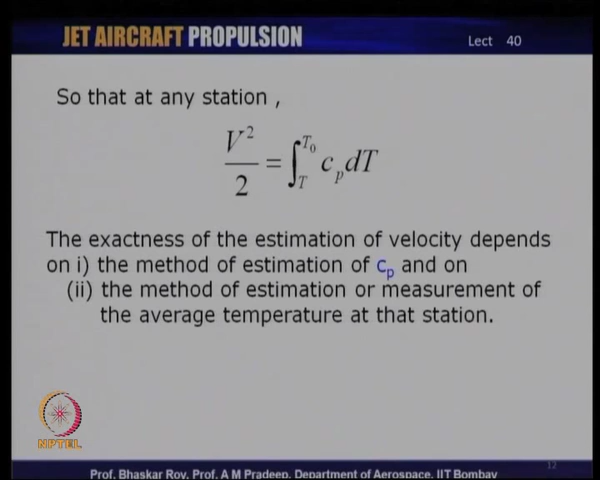 JET AIRCRAFT PROPULSION
Lect 40
So that at any station ,
V²/2 = ∫_T^{T₀} c_p dT
The exactness of the estimation of velocity depends
on i) the method of estimation of c_p and on
(ii) the method of estimation or measurement of
the average temperature at that station.
NPTEL
12
Prof. Bhaskar Roy, Prof. A M Pradeep, Department of Aerospace, IIT Bombay